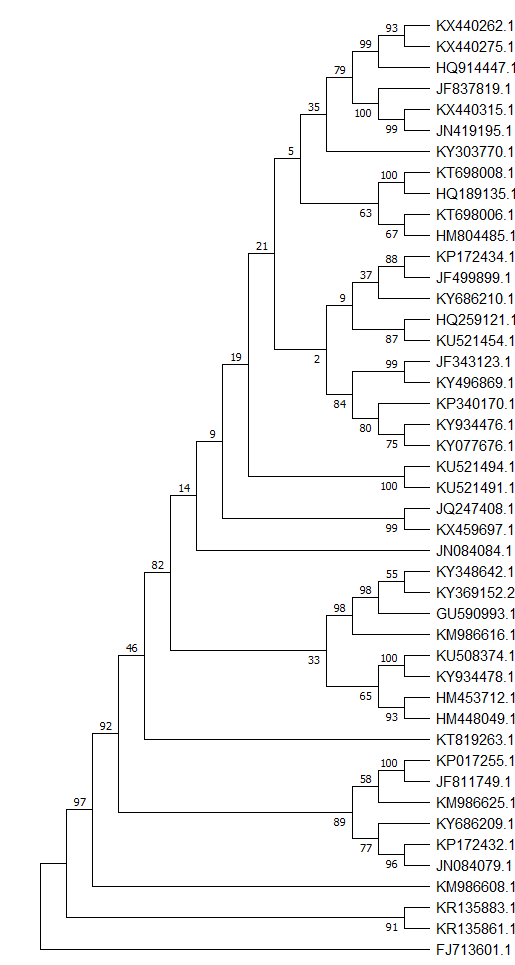 93
KX440262.1
99
KX440275.1
79
HQ914447.1
JF837819.1
35
100
KX440315.1
99
JN419195.1
5
KY303770.1
100
KT698008.1
HQ189135.1
63
KT698006.1
67
HM804485.1
21
88
KP172434.1
37
JF499899.1
9
KY686210.1
HQ259121.1
87
KU521454.1
2
19
99
JF343123.1
KY496869.1
84
KP340170.1
80
KY934476.1
75
KY077676.1
9
KU521494.1
100
KU521491.1
14
JQ247408.1
99
KX459697.1
JN084084.1
82
55
KY348642.1
98
KY369152.2
98
GU590993.1
KM986616.1
46
33
100
KU508374.1
KY934478.1
65
HM453712.1
93
HM448049.1
92
KT819263.1
100
KP017255.1
58
JF811749.1
97
KM986625.1
89
KY686209.1
77
KP172432.1
96
JN084079.1
KM986608.1
KR135883.1
91
KR135861.1
FJ713601.1